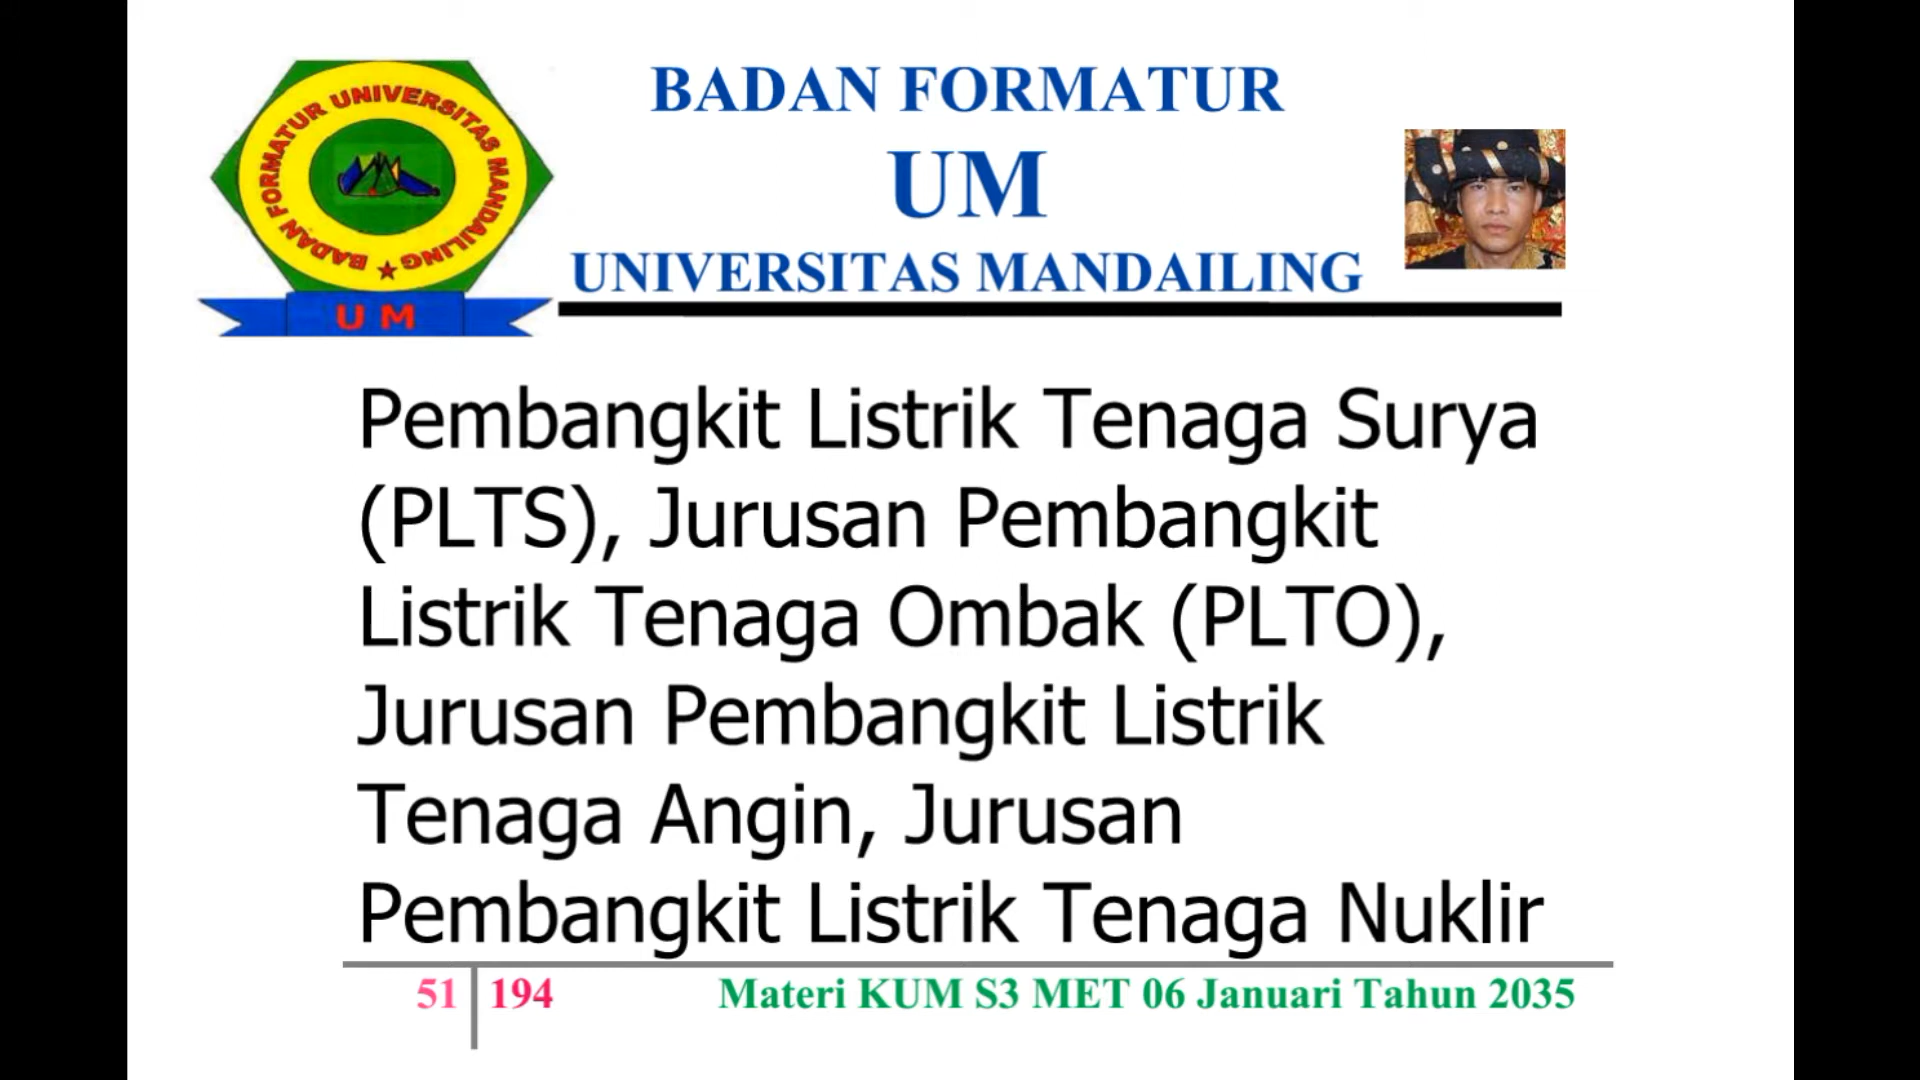 BADAN FORMATUR UNIVERSITAS MANDAILING
UM
BADAN FORMATUR
UM
UNIVERSITAS MANDAILING
Pembangkit Listrik Tenaga Surya
(PLTS), Jurusan Pembangkit
Listrik Tenaga Ombak (PLTO),
Jurusan Pembangkit Listrik
Tenaga Angin, Jurusan
Pembangkit Listrik Tenaga Nuklir
51 194 Materi KUM S3 MET 06 Januari Tahun 2035